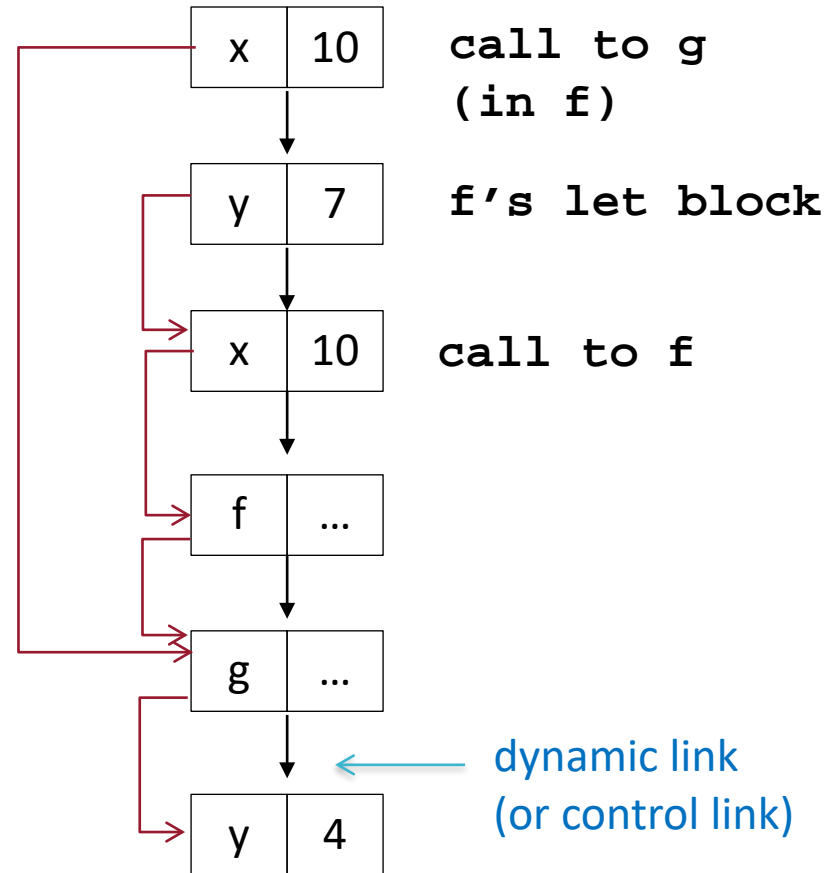 x 10 call to g
(in f)
y 7 f’s let block
x 10 call to f
f …
g …
dynamic link
(or control link)
y 4